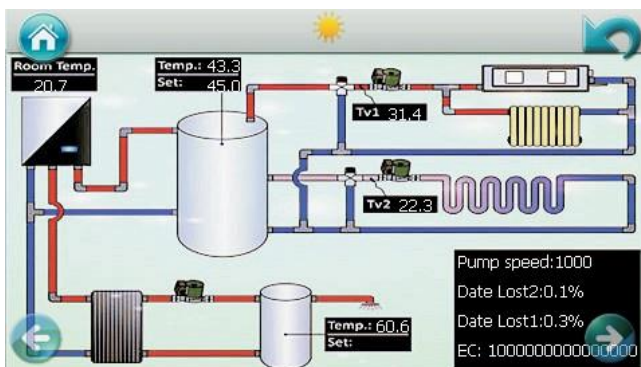 Room Temp.
20.7
Temp.: 43.3
Set: 45.0
Tv1 31.4
Tv2 22.3
Temp.: 60.6
Set:
Pump speed:1000
Date Lost2:0.1%
Date Lost1:0.3%
EC: 1000000000000000